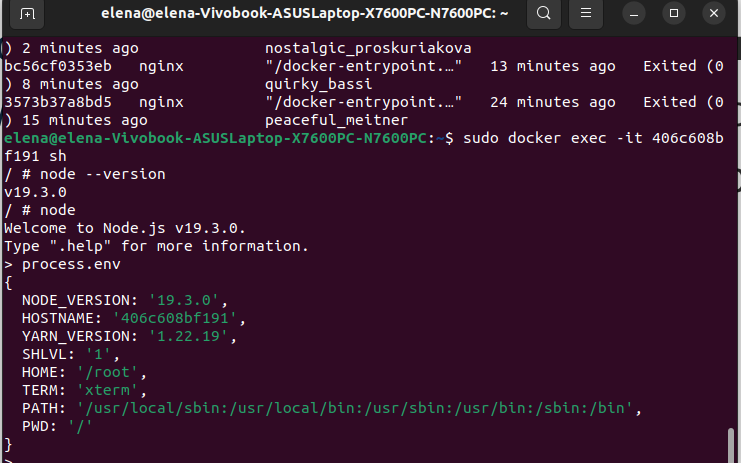 elena@elena-Vivobook-ASUSLaptop-X7600PC-N7600PC: ~
) 2 minutes ago               nostalgic_proskuriakova
bc56cf0353eb   nginx         "/docker-entrypoint.…"   13 minutes ago   Exited (0
) 8 minutes ago               quirky_bassi
3573b37a8bd5   nginx         "/docker-entrypoint.…"   24 minutes ago   Exited (0
) 15 minutes ago              peaceful_meitner
elena@elena-Vivobook-ASUSLaptop-X7600PC-N7600PC:~$ sudo docker exec -it 406c608b
f191 sh
/ # node --version
v19.3.0
/ # node
Welcome to Node.js v19.3.0.
Type ".help" for more information.
> process.env
{
  NODE_VERSION: '19.3.0',
  HOSTNAME: '406c608bf191',
  YARN_VERSION: '1.22.19',
  SHLVL: '1',
  HOME: '/root',
  TERM: 'xterm',
  PATH: '/usr/local/sbin:/usr/local/bin:/usr/sbin:/usr/bin:/sbin:/bin',
  PWD: '/'
}
>